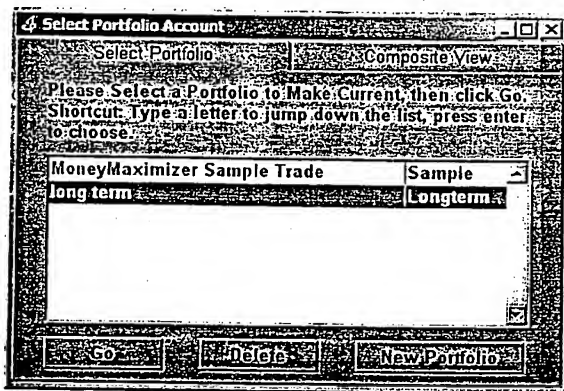 Select Portfolio Account
Select Portfolio Composite View
Please Select a Portfolio to Make Current, then click Go.
Shortcut: Type a letter to jump down the list, press enter
to choose.
MoneyMaximizer Sample Trade Sample
long term Longterm
Go Delete New Portfolio